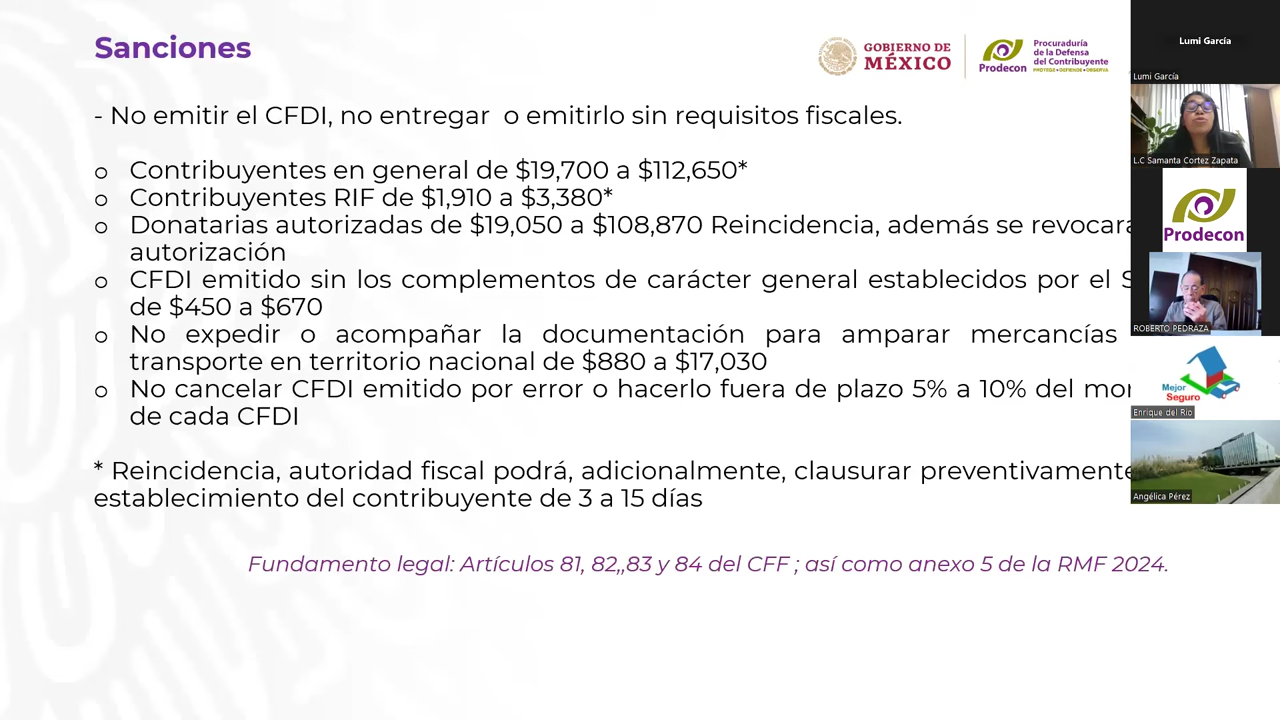 Sanciones
GOBIERNO DE
MÉXICO
Prodecon
Procuraduría
de la Defensa
del Contribuyente
PROTEGE • DEFIENDE • OBSERVA
- No emitir el CFDI, no entregar o emitirlo sin requisitos fiscales.
o Contribuyentes en general de $19,700 a $112,650*
o Contribuyentes RIF de $1,910 a $3,380*
o Donatarias autorizadas de $19,050 a $108,870 Reincidencia, además se revocará
autorización
o CFDI emitido sin los complementos de carácter general establecidos por el
de $450 a $670
o No expedir o acompañar la documentación para amparar mercancías
transporte en territorio nacional de $880 a $17,030
o No cancelar CFDI emitido por error o hacerlo fuera de plazo 5% a 10% del
de cada CFDI
* Reincidencia, autoridad fiscal podrá, adicionalmente, clausurar preventivamente
establecimiento del contribuyente de 3 a 15 días
Fundamento legal: Artículos 81, 82,,83 y 84 del CFF ; así como anexo 5 de la RMF 2024.
Lumi García
Lumi García
L.C Samanta Cortez Zapata
Prodecon
ROBERTO PEDRAZA
Mejor
Seguro
Enrique del Rio
Angélica Pérez